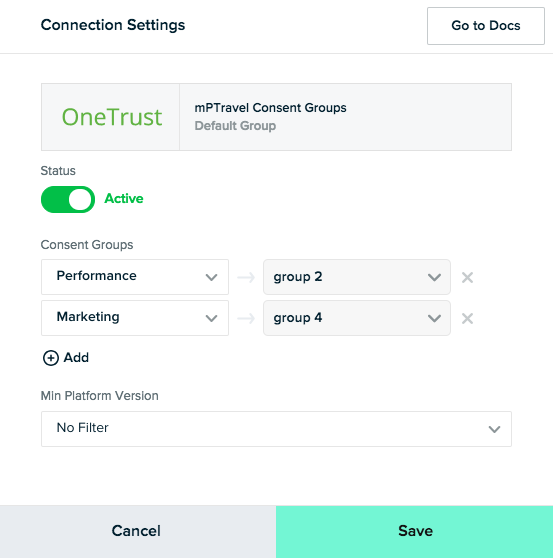 Connection Settings
Go to Docs
OneTrust
mPTravel Consent Groups
Default Group
Status
Active
Consent Groups
Performance → group 2 ×
Marketing → group 4 ×
Add
Min Platform Version
No Filter
Cancel
Save